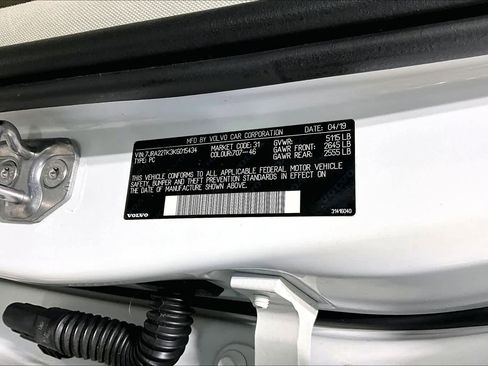 MFD BY VOLVO CAR CORPORATION DATE: 04/19
VIN:7JRA22TK3KG015434 MARKET CODE: 31 GVWR: 5115 LB
TYPE: PC COLOUR:707--46 GAWR FRONT: 2645 LB
GAWR REAR: 2555 LB
THIS VEHICLE CONFORMS TO ALL APPLICABLE FEDERAL MOTOR VEHICLE
SAFETY, BUMPER AND THEFT PREVENTION STANDARDS IN EFFECT ON
THE DATE OF MANUFACTURE SHOWN ABOVE.
VOLVO 31416040